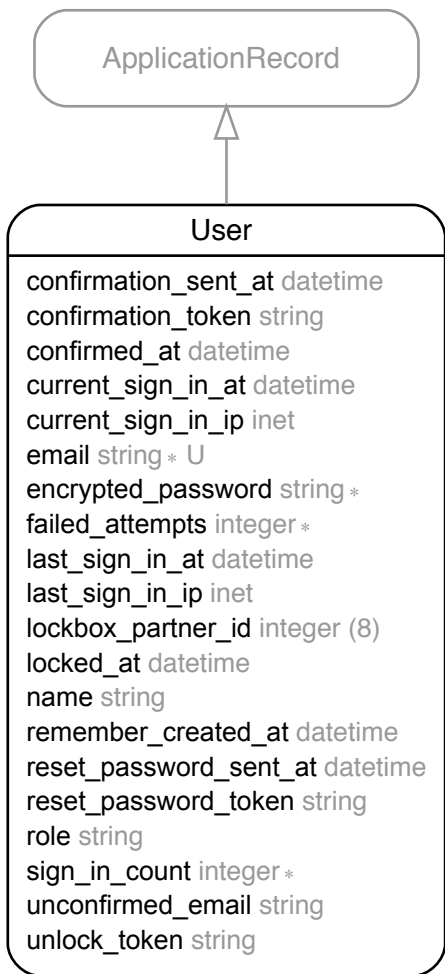 ApplicationRecord
User
confirmation_sent_at datetime
confirmation_token string
confirmed_at datetime
current_sign_in_at datetime
current_sign_in_ip inet
email string * U
encrypted_password string *
failed_attempts integer *
last_sign_in_at datetime
last_sign_in_ip inet
lockbox_partner_id integer (8)
locked_at datetime
name string
remember_created_at datetime
reset_password_sent_at datetime
reset_password_token string
role string
sign_in_count integer *
unconfirmed_email string
unlock_token string